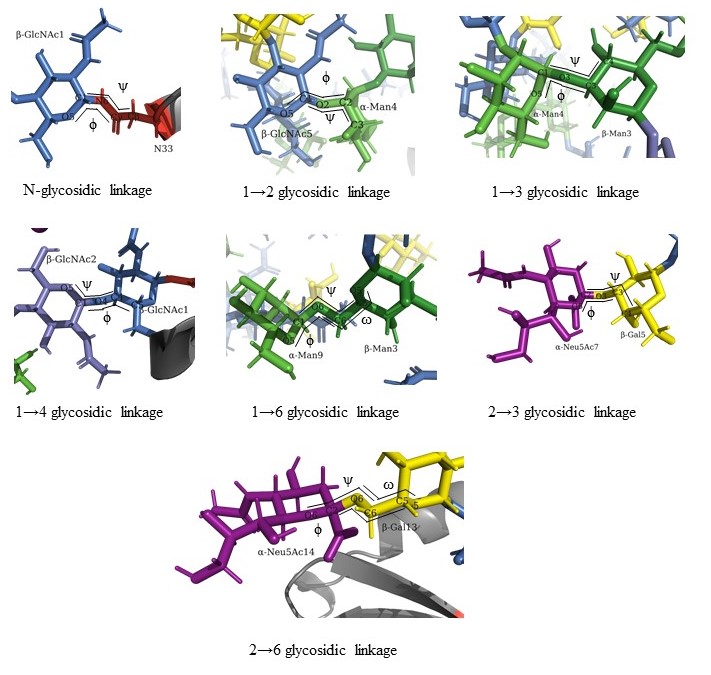 β-GlcNAc1
ψ
O5
ϕ
N33
N-glycosidic linkage
ϕ
O5
O2
C2
ψ
C3
α-Man4
β-GlcNAc5
1→2 glycosidic linkage
ψ
O5
O3
ϕ
α-Man4
β-Man3
1→3 glycosidic linkage
β-GlcNAc2
O5
ψ
O4
ϕ
β-GlcNAc1
1→4 glycosidic linkage
ψ
O6
O5
ϕ
ω
α-Man9
β-Man3
1→6 glycosidic linkage
ψ
C3
ϕ
α-Neu5Ac7
β-Gal5
2→3 glycosidic linkage
ψ
ω
O6
C5
C6
O6
ϕ
β-Gal13
α-Neu5Ac14
2→6 glycosidic linkage